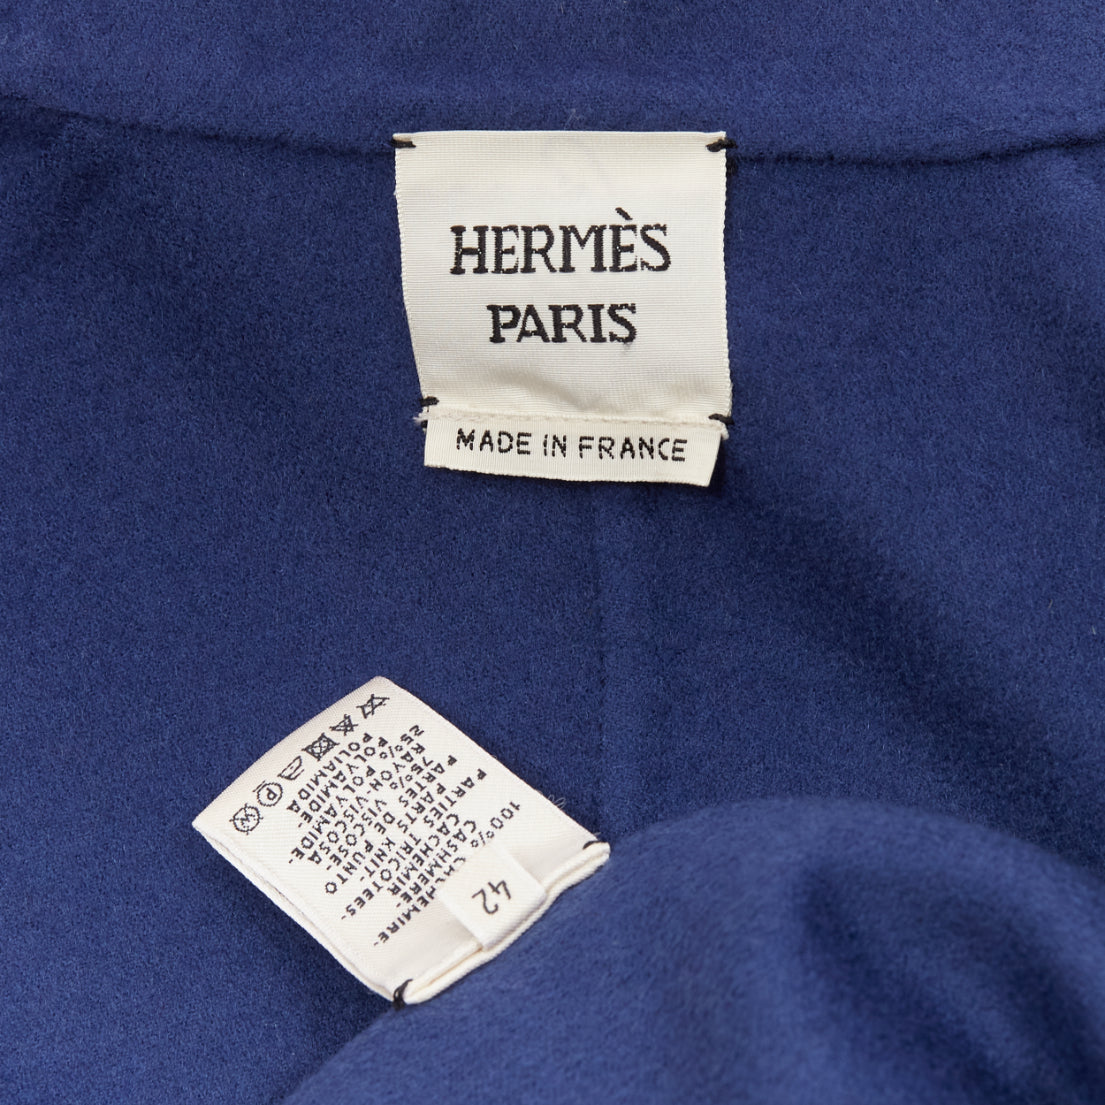 HERMÈS
PARIS
MADE IN FRANCE
42
100% CACHEMIRE-
CASHMERE-
PARTIES TRICOTEES-
PARTS DE KNIT-
PUNTO
75%
RAYON-VISCOSE-
VISCOSA
25% POLYAMIDE-
POLIAMIDA-
P W